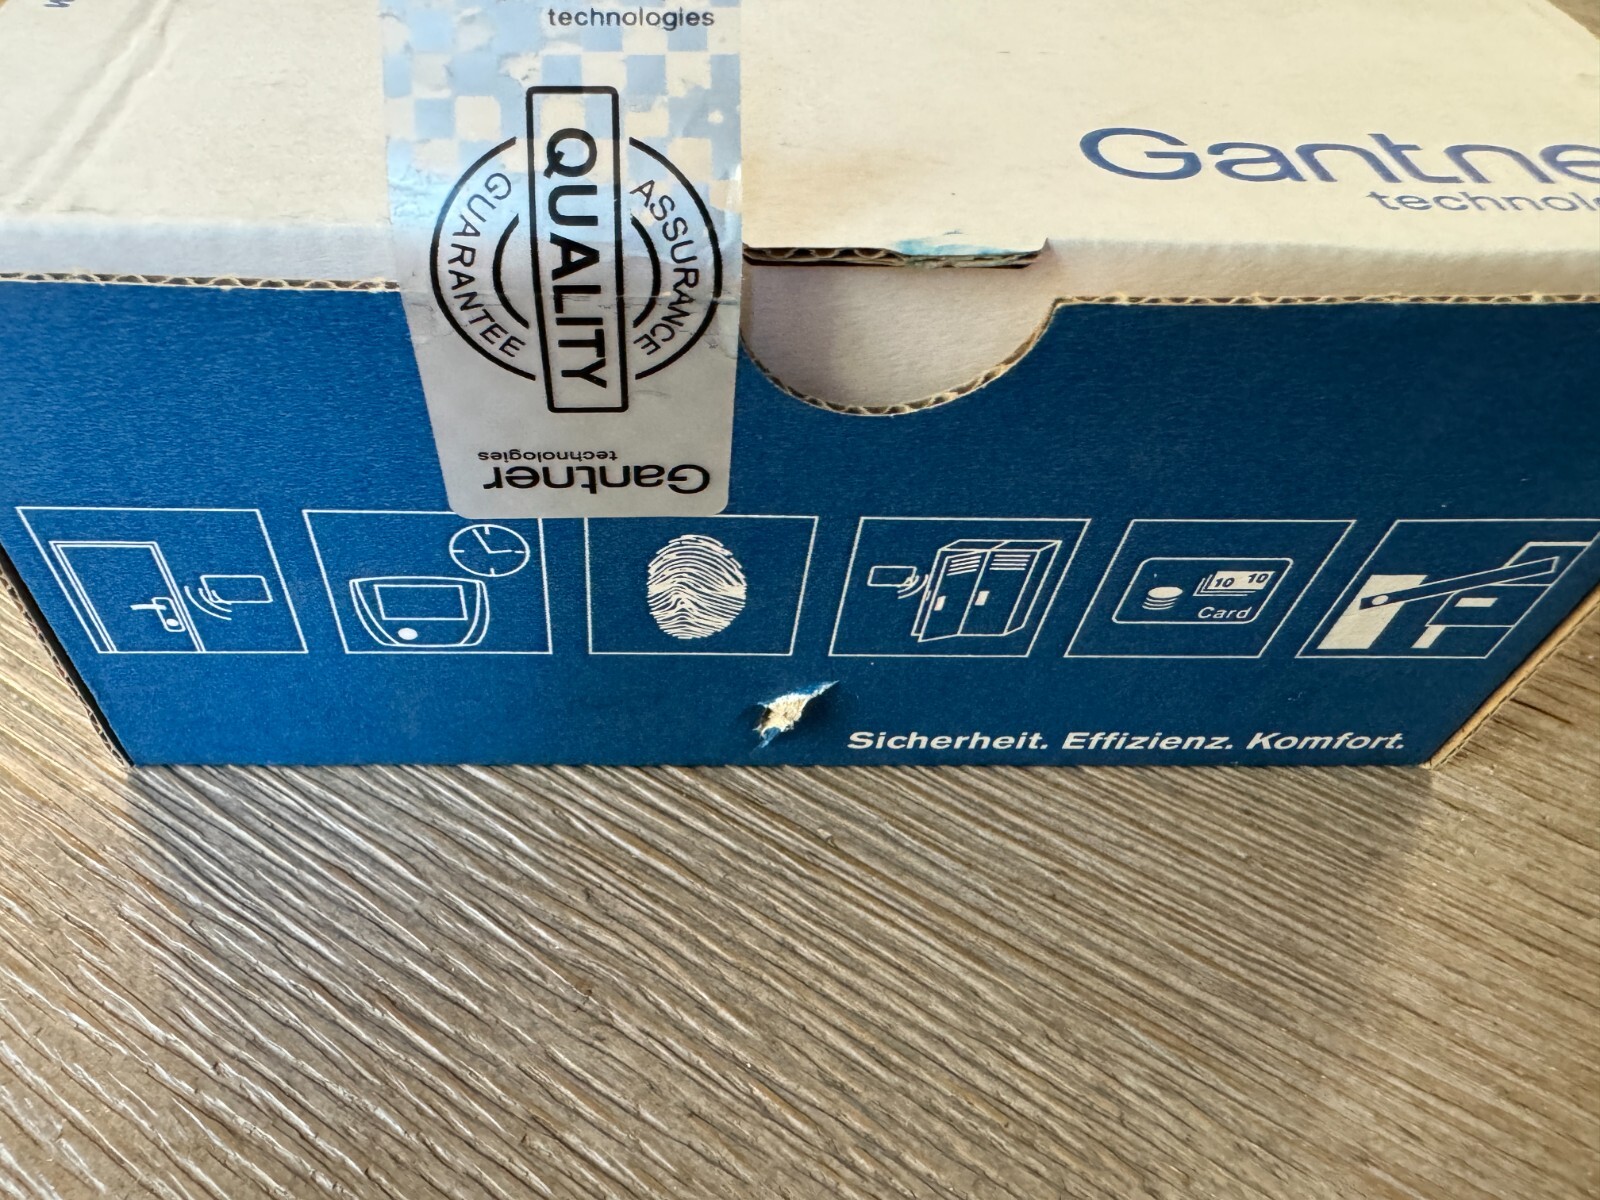 technologies
QUALITY
ASSURANCE
GUARANTEE
Gantner
technologies
Gantne
technolo
10 10
Card
Sicherheit. Effizienz. Komfort.